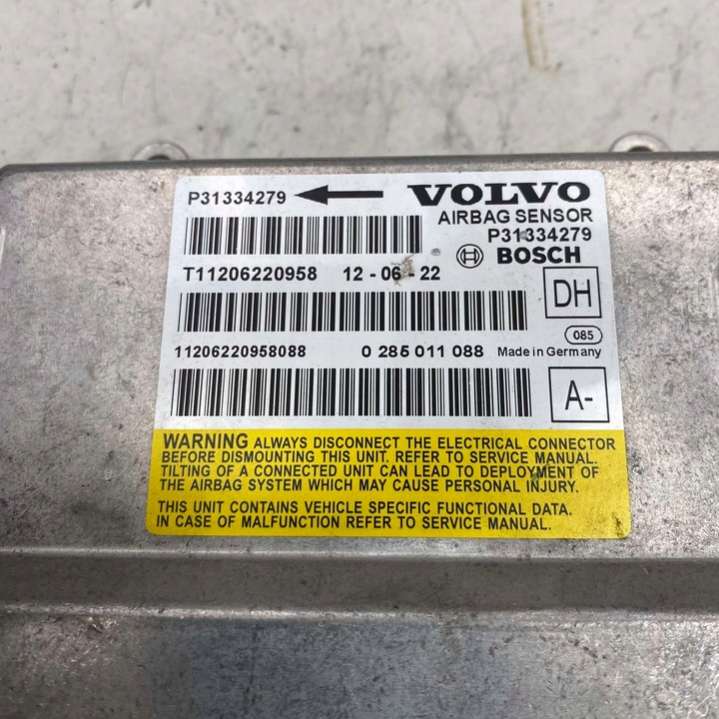 P31334279 VOLVO
AIRBAG SENSOR
P31334279
BOSCH
T11206220958 12-06-22
DH
085
11206220958088 0 285 011 088 Made in Germany
A-
WARNING ALWAYS DISCONNECT THE ELECTRICAL CONNECTOR
BEFORE DISMOUNTING THIS UNIT. REFER TO SERVICE MANUAL.
TILTING OF A CONNECTED UNIT CAN LEAD TO DEPLOYMENT OF
THE AIRBAG SYSTEM WHICH MAY CAUSE PERSONAL INJURY.
THIS UNIT CONTAINS VEHICLE SPECIFIC FUNCTIONAL DATA.
IN CASE OF MALFUNCTION REFER TO SERVICE MANUAL.